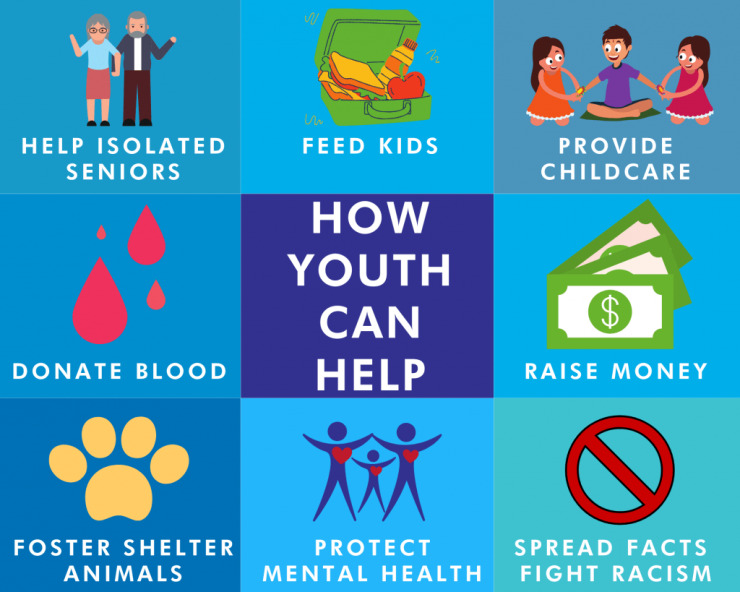 HELP ISOLATED
SENIORS
FEED KIDS
PROVIDE
CHILDCARE
DONATE BLOOD
HOW
YOUTH
CAN
HELP
$
RAISE MONEY
FOSTER SHELTER
ANIMALS
PROTECT
MENTAL HEALTH
SPREAD FACTS
FIGHT RACISM